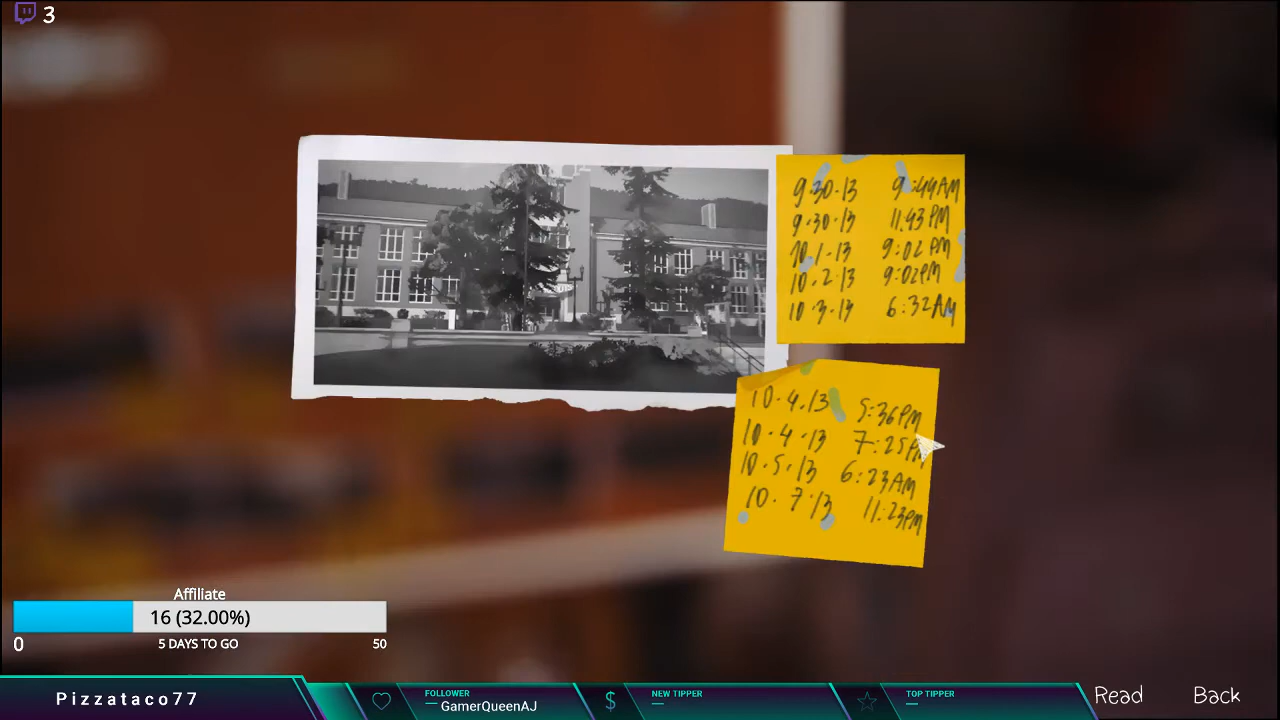 3
9.30.13 9:44AM
9.30.13 11.43PM
10.1.13 9:02PM
10.2.13 9:02PM
10.3.13 6:32AM
10.4.13 5:36PM
10.4.13 7:25PM
10.5.13 6:23AM
10.7.13 11:23PM
Affiliate
16 (32.00%)
0 5 DAYS TO GO 50
Pizzataco77
FOLLOWER
GamerQueenAJ
NEW TIPPER
TOP TIPPER
Read Back